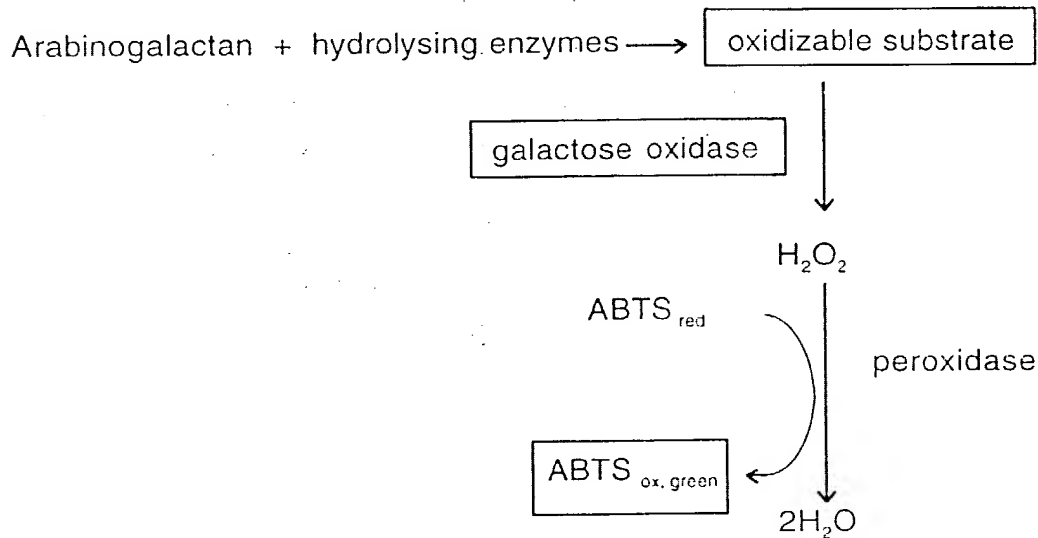 Arabinogalactan + hydrolysing enzymes → oxidizable substrate
galactose oxidase
H₂O₂
ABTS red
peroxidase
ABTS ox. green
2H₂O